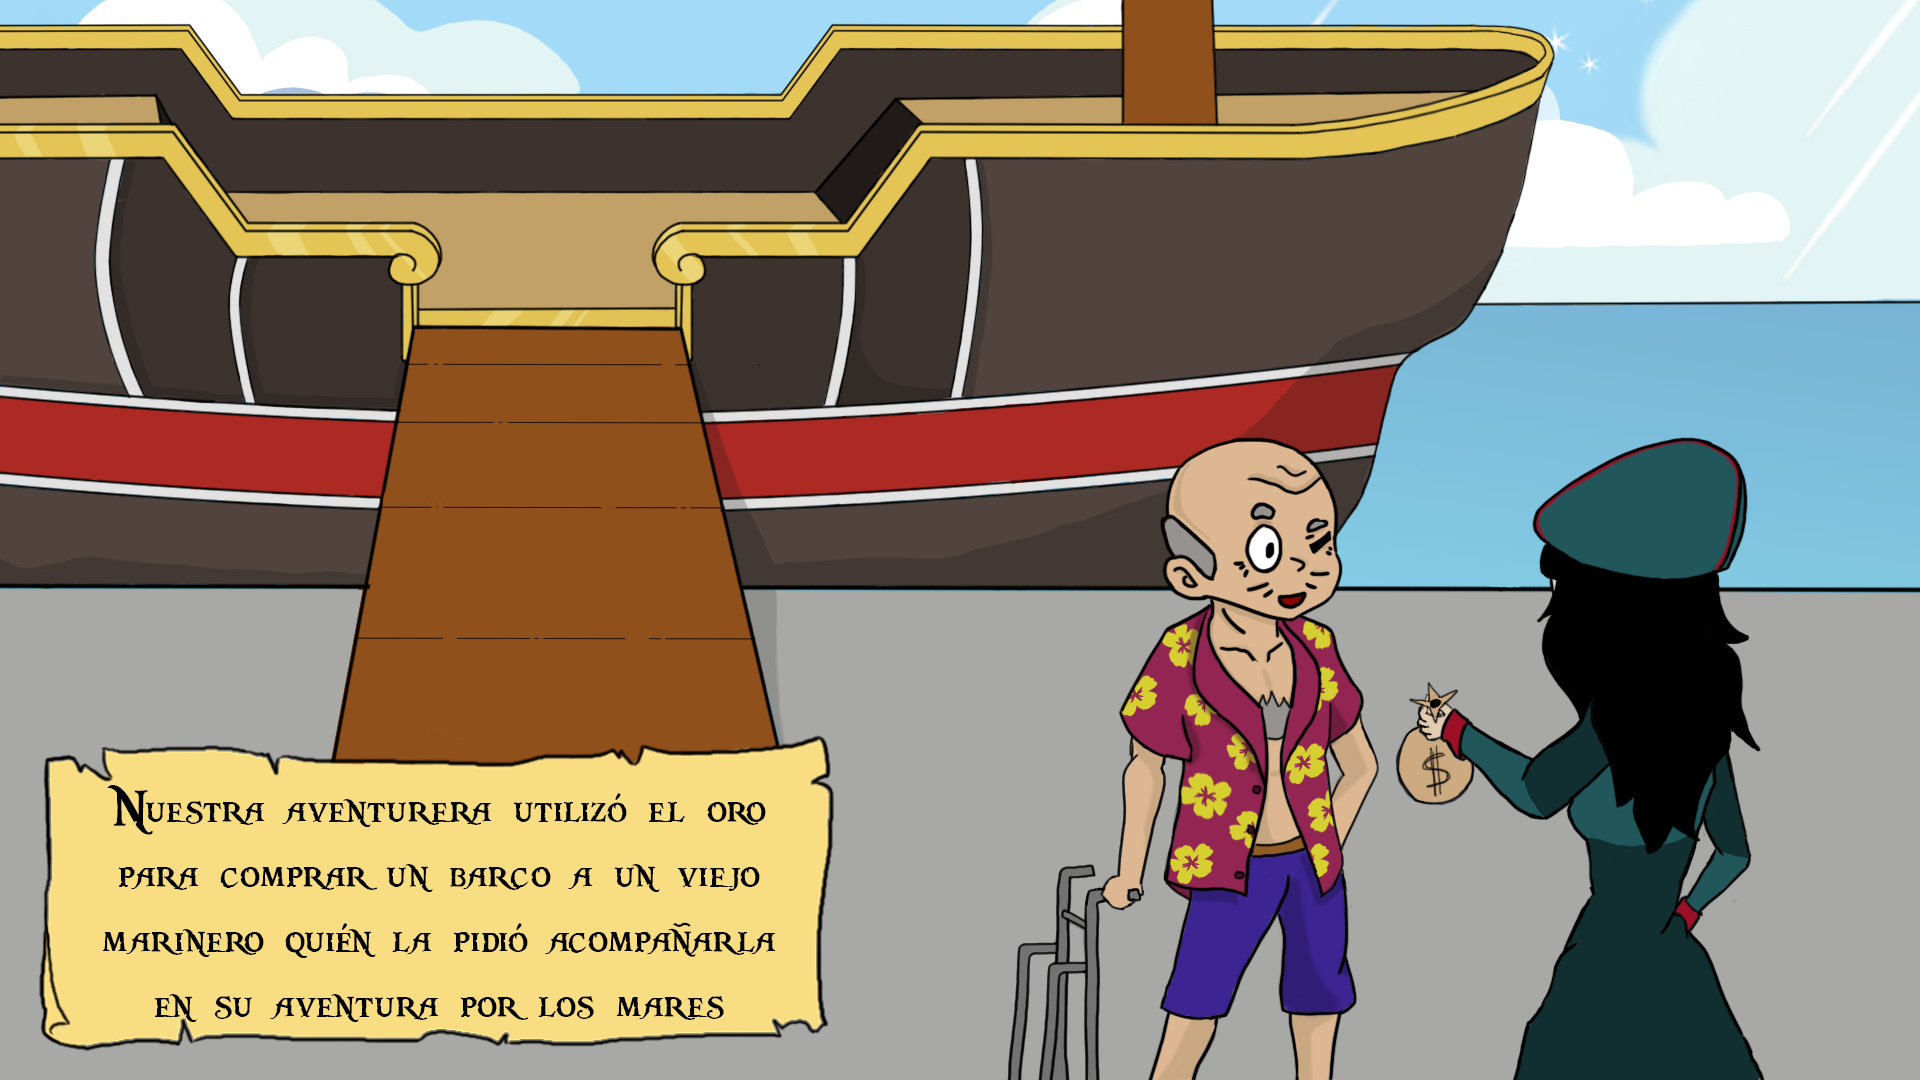 Nuestra aventurera utilizó el oro
para comprar un barco a un viejo
marinero quién la pidió acompañarla
en su aventura por los mares
$